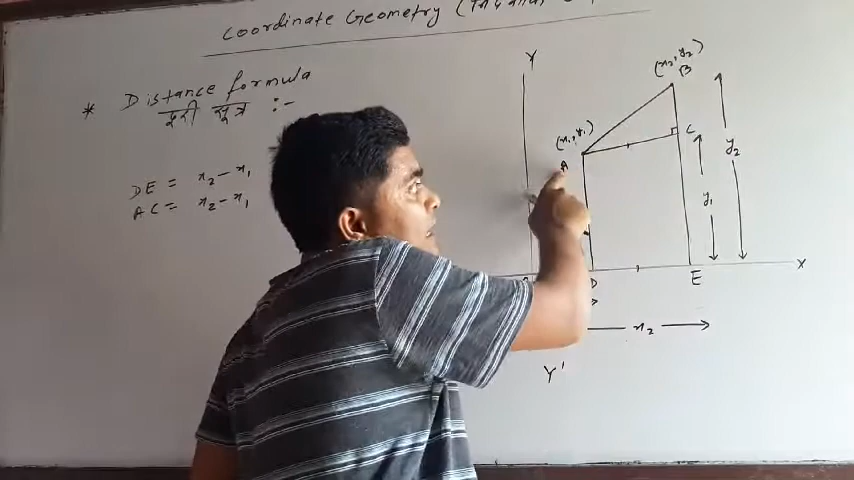 Coordinate Geometry
* Distance formula
दूरी सूत्र :-
DE = x₂-x₁
AC = x₂-x₁
Y
(x₂,y₂)
B
(x₁,y₁)
C
A
y₂
y₁
X
D
E
x₂
Y'